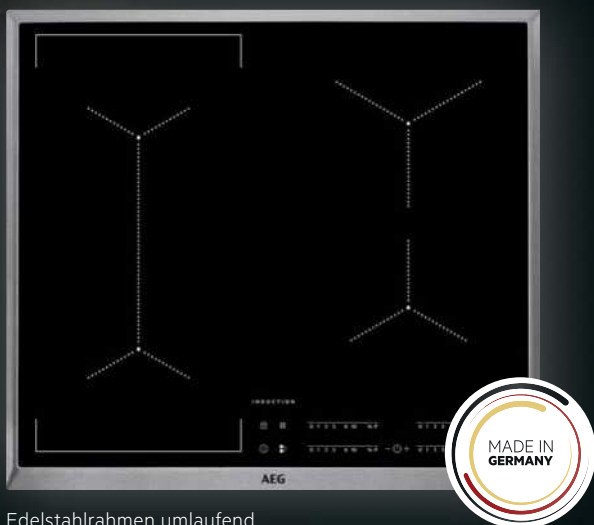 INDUCTION
AEG
MADE IN
GERMANY
Edelstahlrahmen umlaufend